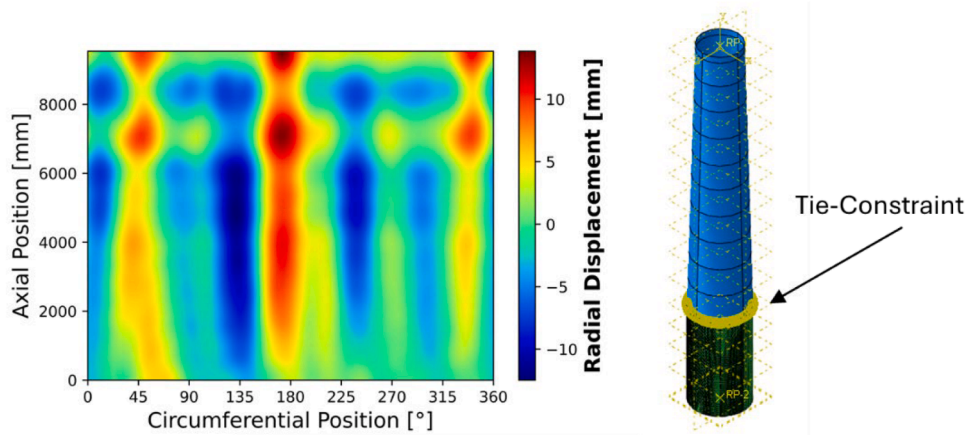 8000
6000
4000
2000
0
Axial Position [mm]
0 45 90 135 180 225 270 315 360
Circumferential Position [°]
10
5
0
−5
−10
Radial Displacement [mm]
RP-
Tie-Constraint
RP-2